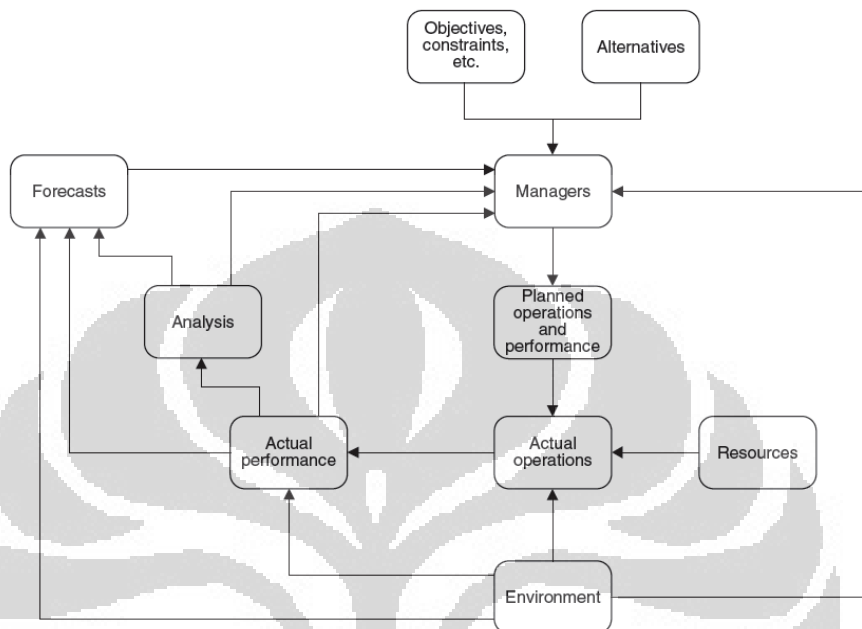 Objectives,
constraints,
etc.
Alternatives
Forecasts
Managers
Analysis
Planned
operations
and
performance
Actual
performance
Actual
operations
Resources
Environment